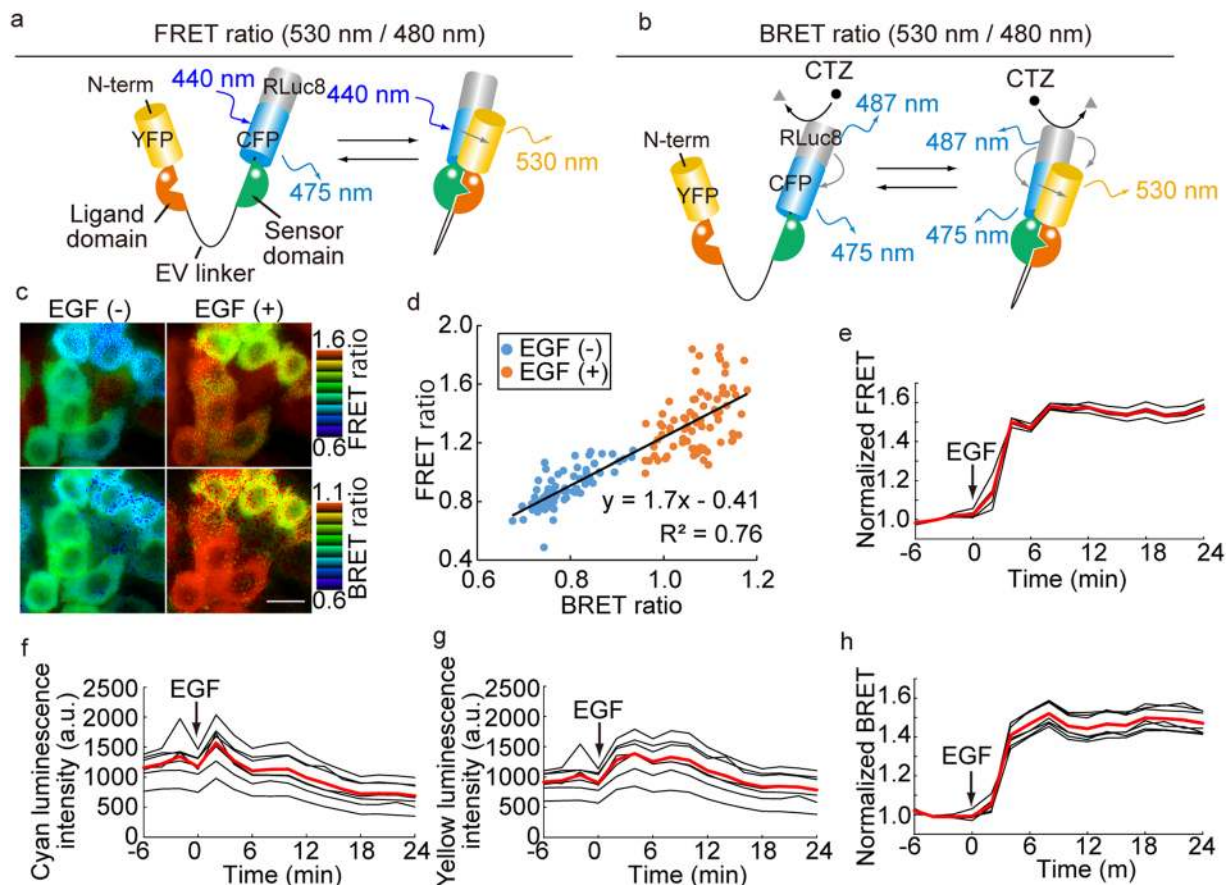 a
FRET ratio (530 nm / 480 nm)
N-term
440 nm
RLuc8
440 nm
YFP
CFP
530 nm
475 nm
Ligand
domain
Sensor
domain
EV linker
b
BRET ratio (530 nm / 480 nm)
CTZ
CTZ
487 nm
N-term
RLuc8
487 nm
YFP
CFP
530 nm
475 nm
475 nm
c
EGF (-)
EGF (+)
1.6
FRET ratio
0.6
1.1
BRET ratio
0.6
d
2.0
1.6
1.2
0.8
0.4
FRET ratio
EGF (-)
EGF (+)
y = 1.7x - 0.41
R² = 0.76
0.6
0.8
1.0
1.2
BRET ratio
e
Normalized FRET
1.6
1.4
1.2
1.0
EGF
-6
0
6
12
18
24
Time (min)
f
Cyan luminescence
intensity (a.u.)
2500
2000
1500
1000
500
0
EGF
-6
0
6
12
18
24
Time (min)
g
Yellow luminescence
intensity (a.u.)
2500
2000
1500
1000
500
0
EGF
-6
0
6
12
18
24
Time (min)
h
Normalized BRET
1.6
1.4
1.2
1.0
EGF
-6
0
6
12
18
24
Time (m)